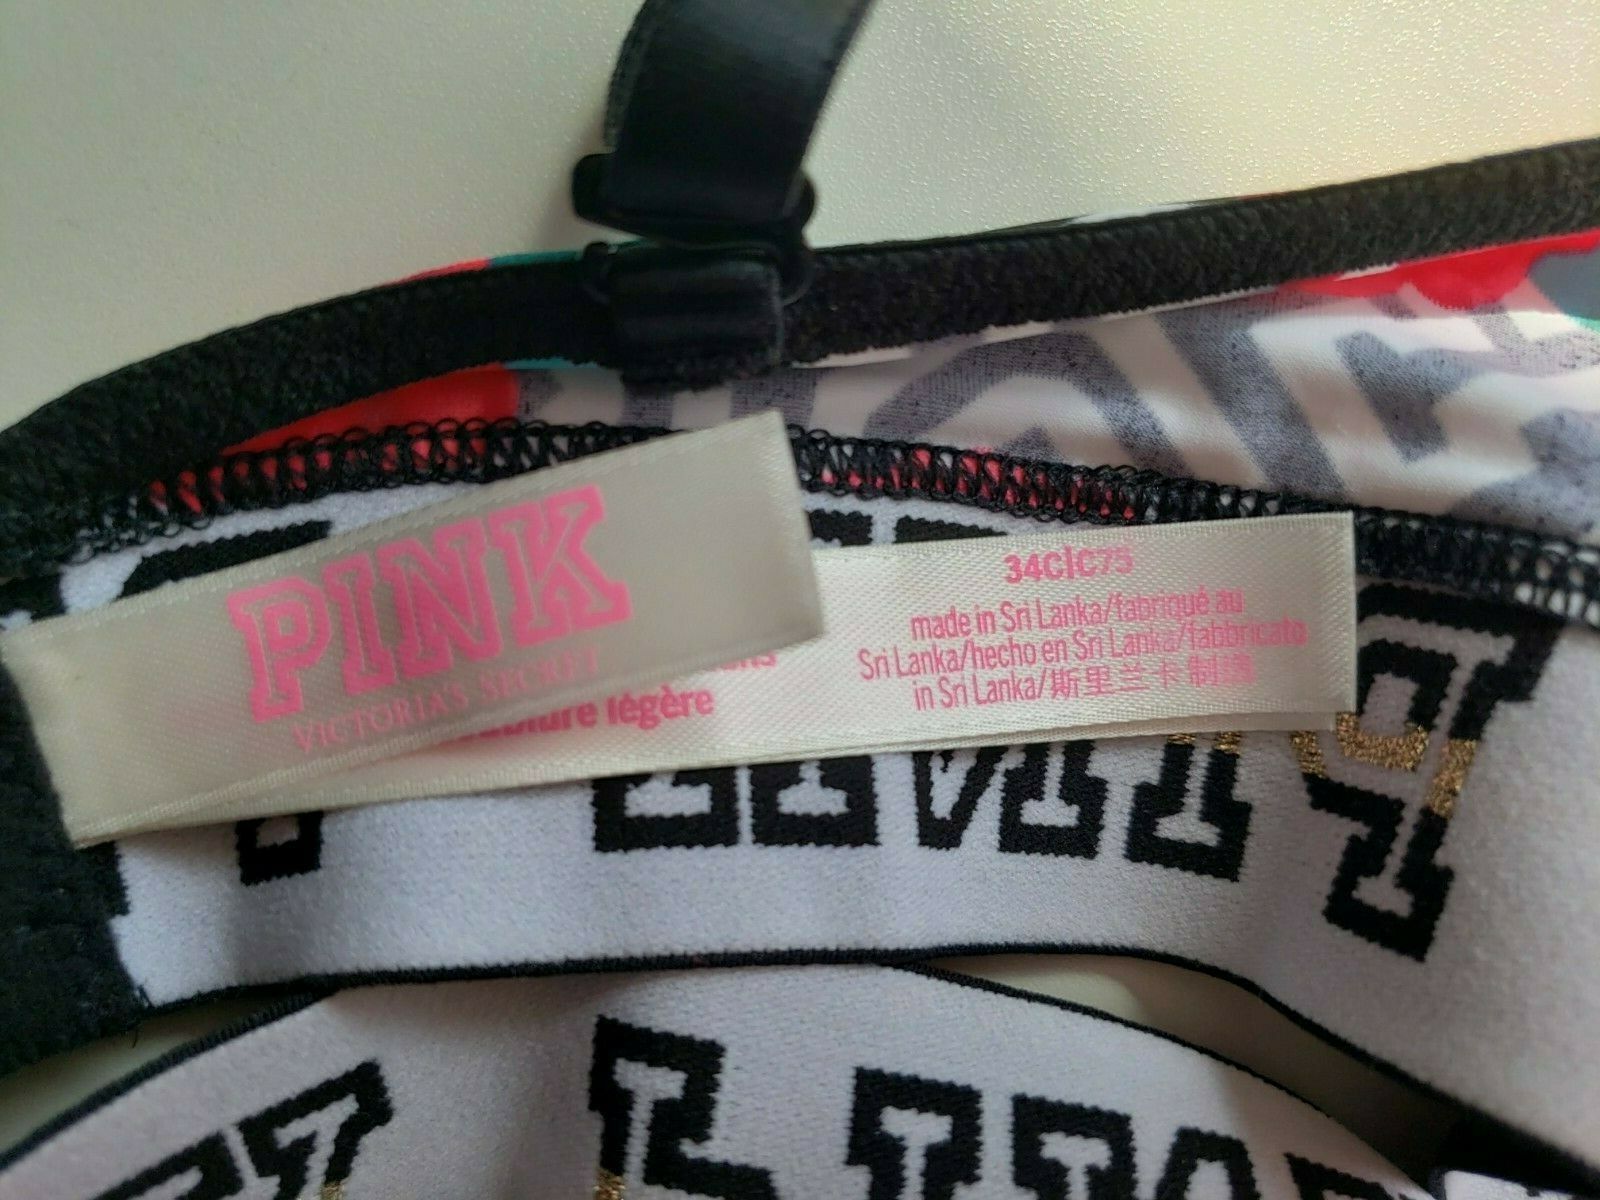 PINK
VICTORIA'S SECRET
légère
34C|C75
made in Sri Lanka/fabriqué au
Sri Lanka/hecho en Sri Lanka/fabbricato
in Sri Lanka/斯里兰卡制造